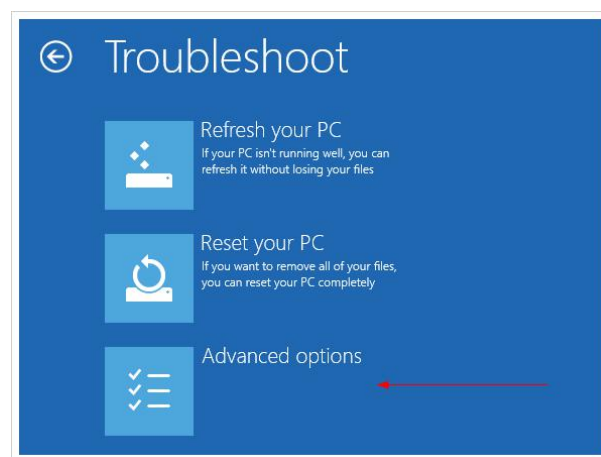 Troubleshoot
Refresh your PC
If your PC isn't running well, you can
refresh it without losing your files
Reset your PC
If you want to remove all of your files,
you can reset your PC completely
Advanced options